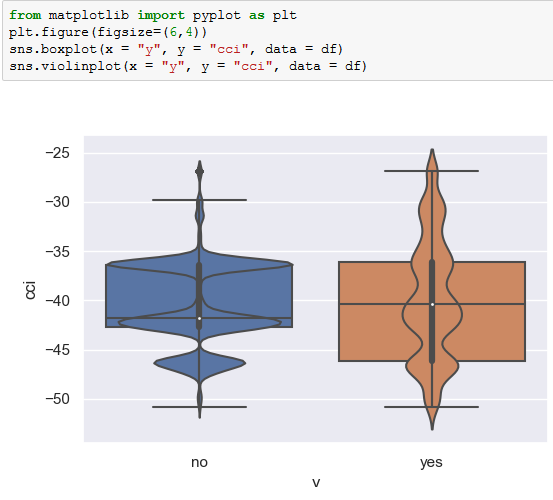 from matplotlib import pyplot as plt
plt.figure(figsize=(6,4))
sns.boxplot(x = "y", y = "cci", data = df)
sns.violinplot(x = "y", y = "cci", data = df)
−25
−30
−35
−40
−45
−50
cci
no yes
y